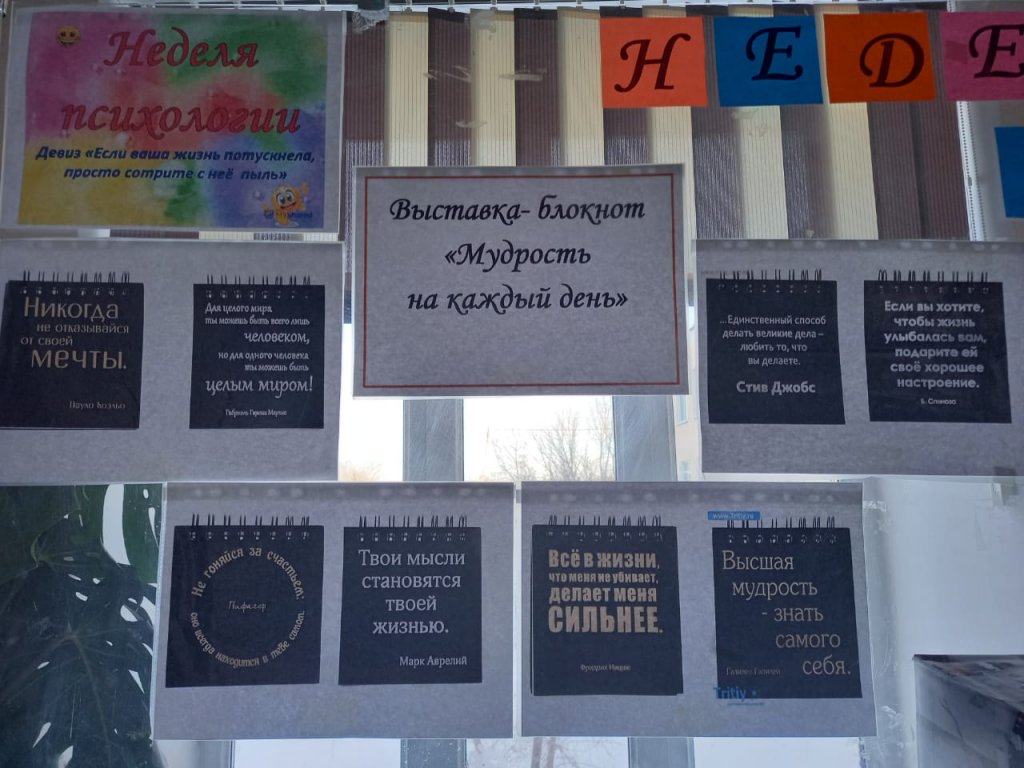 Неделя
психологии
Девиз «Если ваша жизнь потускнела,
просто сотрите с неё пыль»
Н Е D Е
Выставка- блокнот
«Мудрость
на каждый день»
Никогда
не отказывайся
от своей
мечты.
Пауло Коэльо
Для целого мира
ты можешь быть всего лишь
человеком,
но для одного человека
ты можешь быть
целым миром!
Габриэль Гарсиа Маркес
...Единственный способ
делать великие дела –
любить то, что
вы делаете.
Стив Джобс
Если вы хотите,
чтобы жизнь
улыбалась вам,
подарите ей
своё хорошее
настроение.
Б. Спиноза
Не гоняйся за счастьем:
оно всегда находится в тебе самом.
Пифагор
Твои мысли
становятся
твоей
жизнью.
Марк Аврелий
Всё в жизни,
что меня не убивает,
делает меня
сильнее.
Фридрих Ницше
www.Tritiy.ru
Высшая
мудрость
- знать
самого
себя.
Галилео Галилей
Tritiy